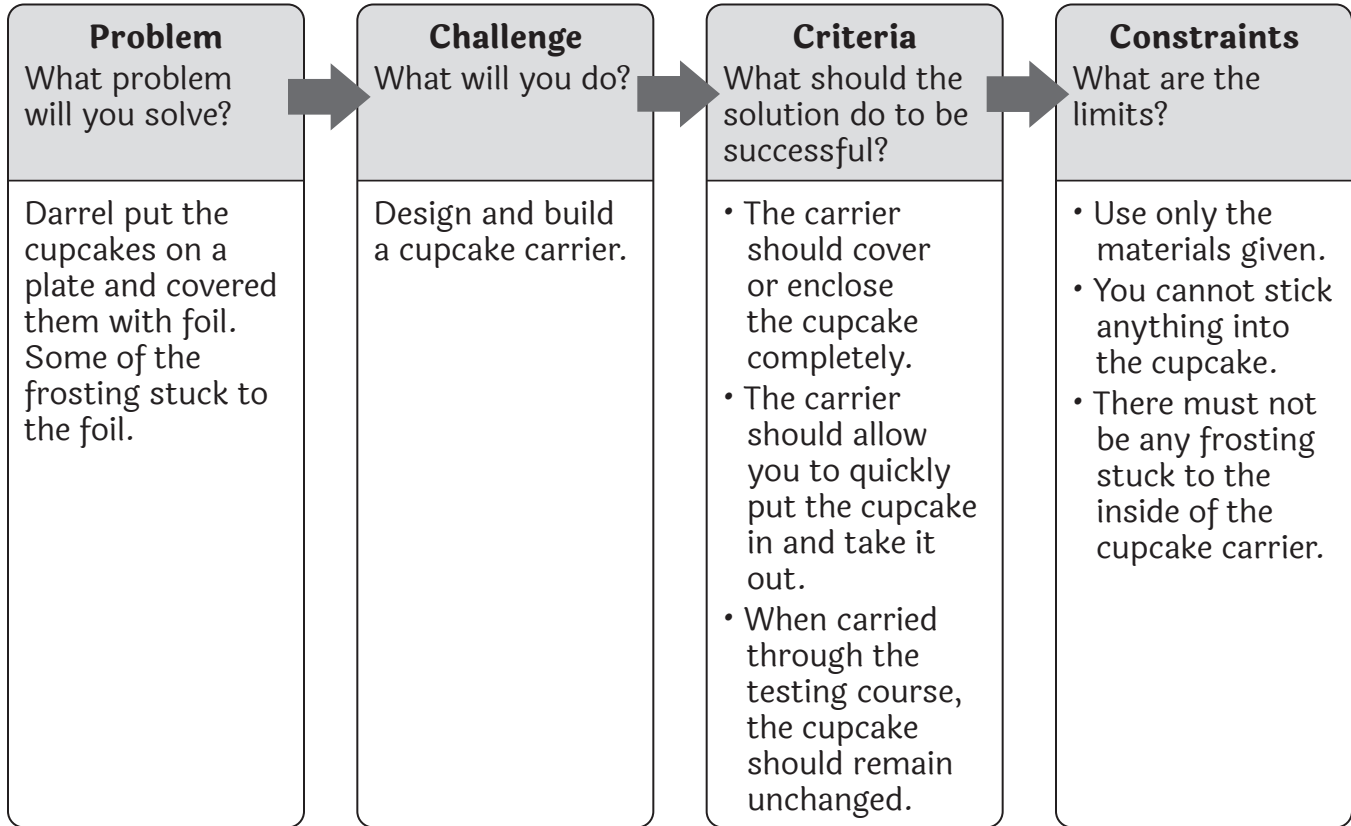 Problem
What problem
will you solve?
Darrel put the
cupcakes on a
plate and covered
them with foil.
Some of the
frosting stuck to
the foil.
Challenge
What will you do?
Design and build
a cupcake carrier.
Criteria
What should the
solution do to be
successful?
• The carrier
should cover
or enclose
the cupcake
completely.
• The carrier
should allow
you to quickly
put the cupcake
in and take it
out.
• When carried
through the
testing course,
the cupcake
should remain
unchanged.
Constraints
What are the
limits?
• Use only the
materials given.
• You cannot stick
anything into
the cupcake.
• There must not
be any frosting
stuck to the
inside of the
cupcake carrier.